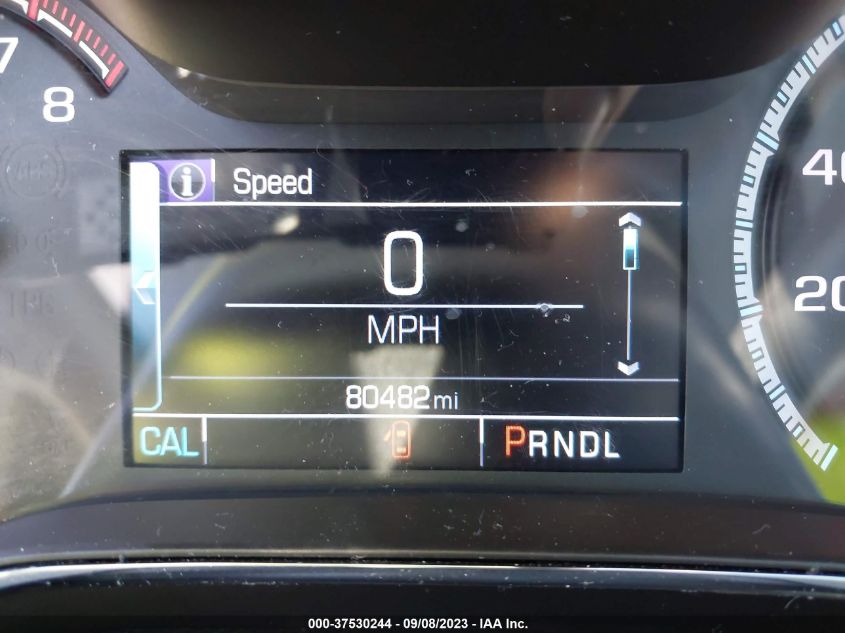 7
8
Speed
0
MPH
80482 mi
CAL
PRNDL
40
20
000-37530244 - 09/08/2023 - IAA Inc.